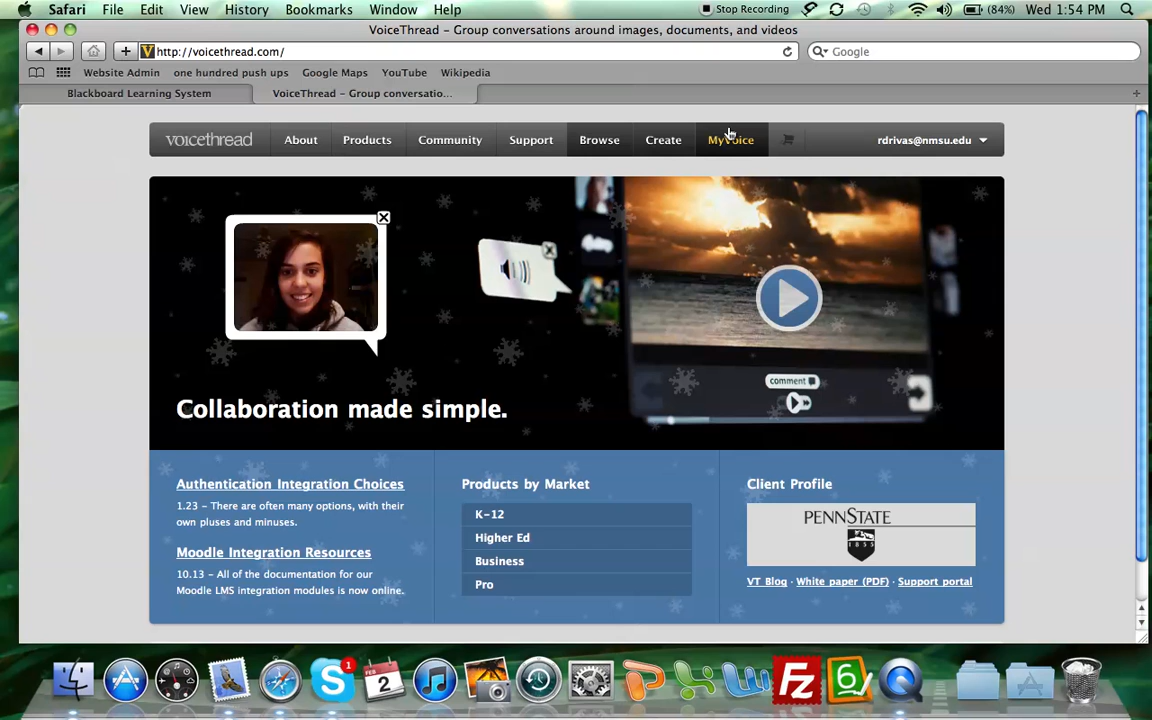 Safari File Edit View History Bookmarks Window Help Stop Recording (84%) Wed 1:54 PM
VoiceThread – Group conversations around images, documents, and videos
http://voicethread.com/ Google
Website Admin one hundred push ups Google Maps YouTube Wikipedia
Blackboard Learning System VoiceThread – Group conversatio...
voicethread About Products Community Support Browse Create MyVoice rdrivas@nmsu.edu
comment
Collaboration made simple.
Authentication Integration Choices
1.23 – There are often many options, with their
own pluses and minuses.
Moodle Integration Resources
10.13 – All of the documentation for our
Moodle LMS integration modules is now online.
Products by Market
K–12
Higher Ed
Business
Pro
Client Profile
PENNSTATE
1855
VT Blog · White paper (PDF) · Support portal
1
FEB
2
Fz
6